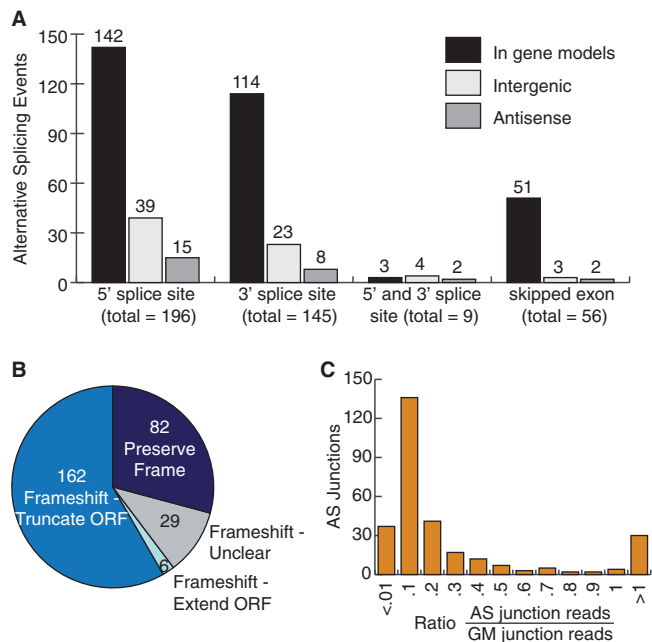 A
Alternative Splicing Events
150
120
90
60
30
0
142
39
15
114
23
8
3
4
2
51
3
2
In gene models
Intergenic
Antisense
5' splice site
(total = 196)
3' splice site
(total = 145)
5' and 3' splice
site (total = 9)
skipped exon
(total = 56)
B
82
Preserve
Frame
162
Frameshift -
Truncate ORF
29
Frameshift -
Unclear
6
Frameshift -
Extend ORF
C
AS Junctions
150
120
90
60
30
0
<.01
.1
.2
.3
.4
.5
.6
.7
.8
.9
1
>1
Ratio
AS junction reads
GM junction reads